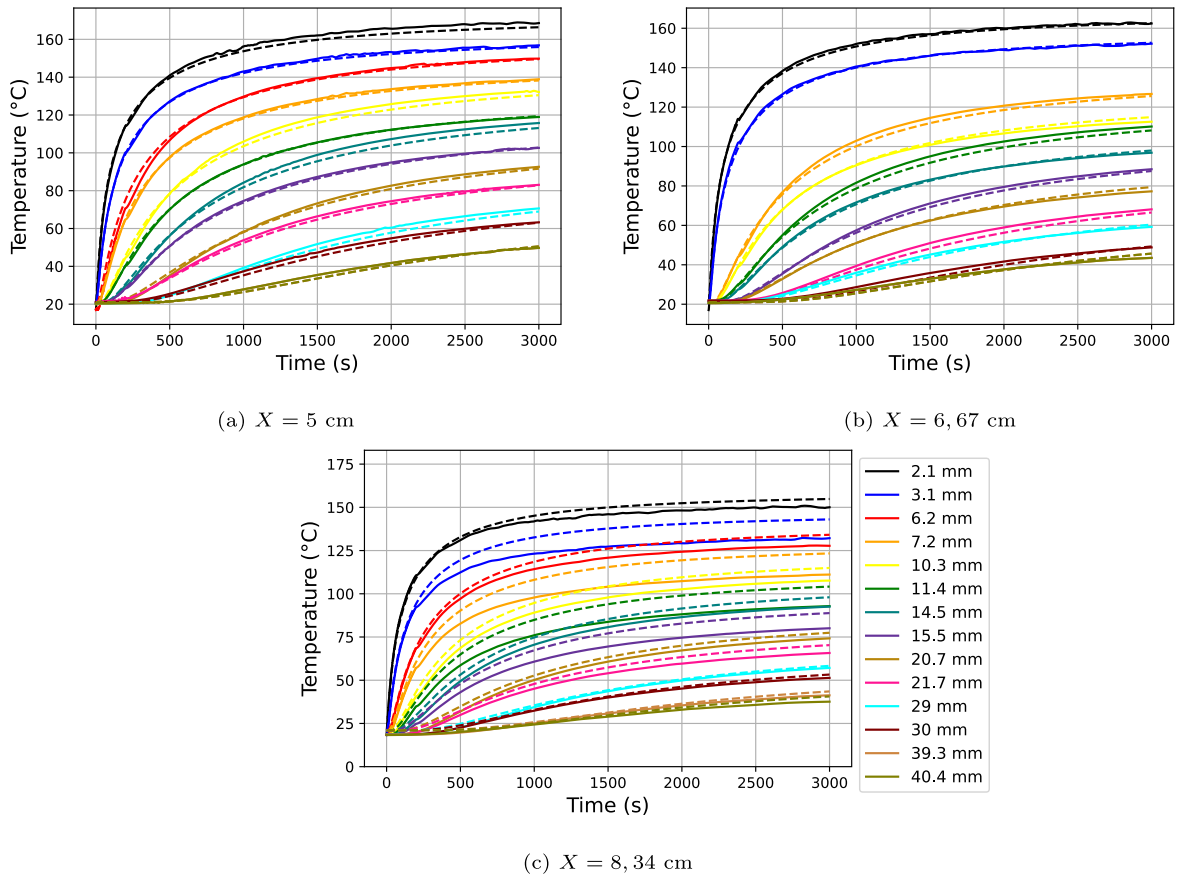 160
140
120
100
80
60
40
20
Temperature (°C)
0 500 1000 1500 2000 2500 3000
Time (s)
(a) X = 5 cm
160
140
120
100
80
60
40
20
Temperature (°C)
0 500 1000 1500 2000 2500 3000
Time (s)
(b) X = 6, 67 cm
175
150
125
100
75
50
25
0
Temperature (°C)
0 500 1000 1500 2000 2500 3000
Time (s)
2.1 mm
3.1 mm
6.2 mm
7.2 mm
10.3 mm
11.4 mm
14.5 mm
15.5 mm
20.7 mm
21.7 mm
29 mm
30 mm
39.3 mm
40.4 mm
(c) X = 8, 34 cm